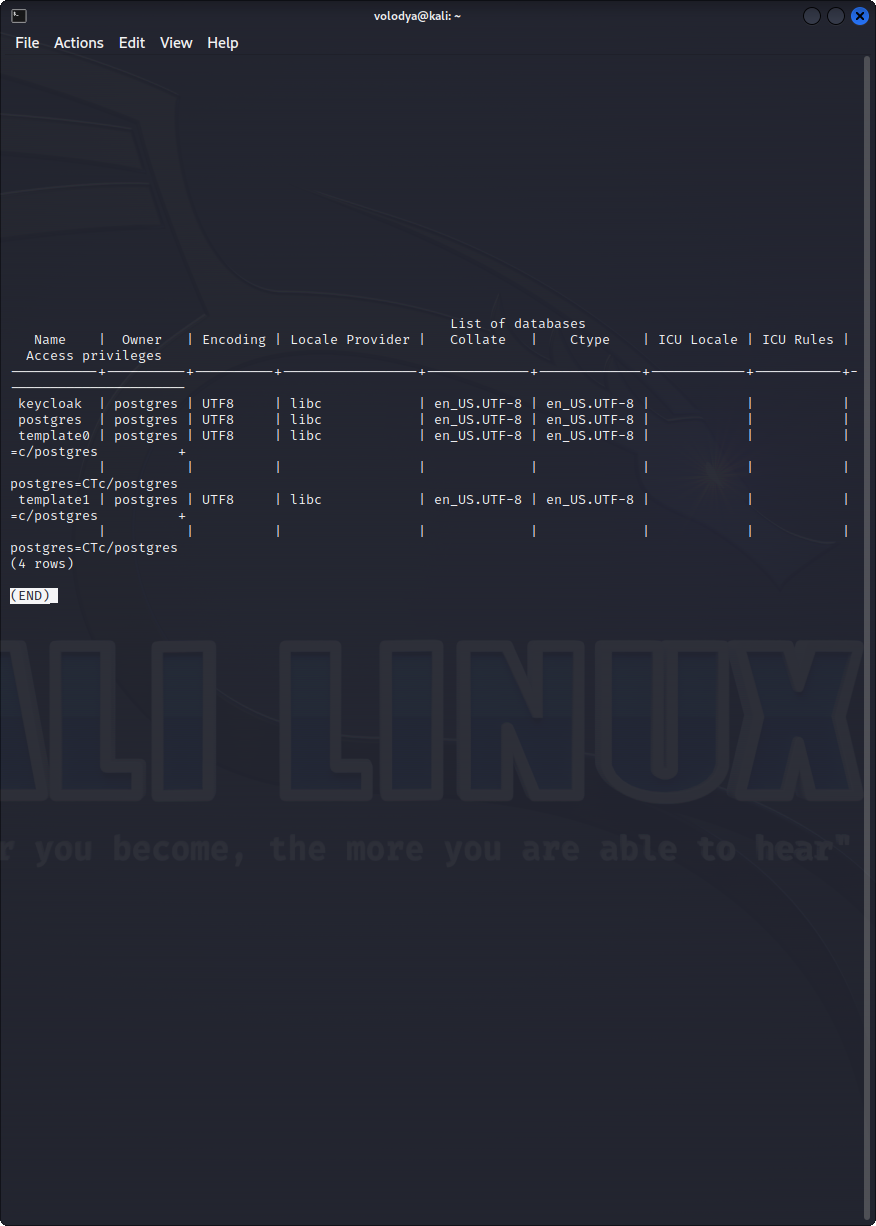 volodya@kali: ~
File Actions Edit View Help
List of databases
Name | Owner | Encoding | Locale Provider | Collate | Ctype | ICU Locale | ICU Rules |
Access privileges
-----------+----------+----------+-----------------+-------------+-------------+------------+-----------+-
----------------------
keycloak | postgres | UTF8 | libc | en_US.UTF-8 | en_US.UTF-8 | | |
postgres | postgres | UTF8 | libc | en_US.UTF-8 | en_US.UTF-8 | | |
template0 | postgres | UTF8 | libc | en_US.UTF-8 | en_US.UTF-8 | | |
=c/postgres +
| | | | | | | |
postgres=CTc/postgres
template1 | postgres | UTF8 | libc | en_US.UTF-8 | en_US.UTF-8 | | |
=c/postgres +
| | | | | | | |
postgres=CTc/postgres
(4 rows)
(END)
ALI LINUX
r you become, the more you are able to hear"